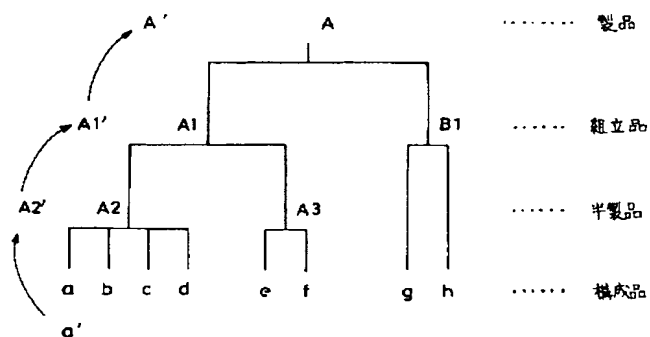 A' A …… 製品
A1' A1 B1 …… 組立品
A2' A2 A3 …… 半製品
a b c d e f g h …… 構成品
a'